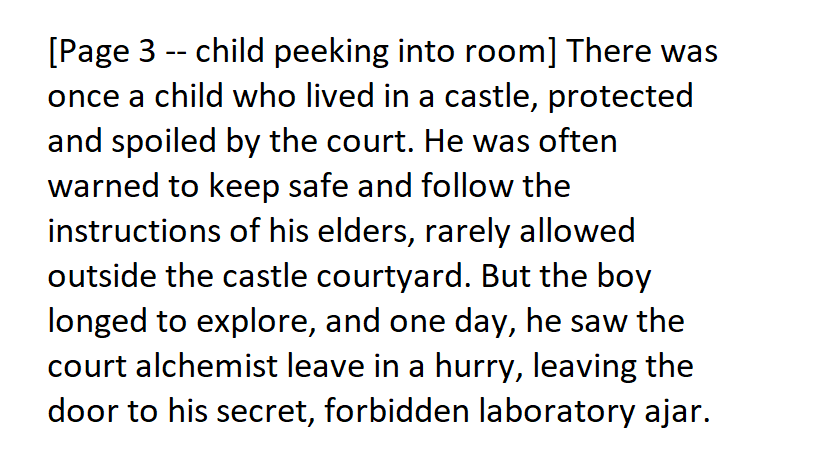 [Page 3 -- child peeking into room] There was
once a child who lived in a castle, protected
and spoiled by the court. He was often
warned to keep safe and follow the
instructions of his elders, rarely allowed
outside the castle courtyard. But the boy
longed to explore, and one day, he saw the
court alchemist leave in a hurry, leaving the
door to his secret, forbidden laboratory ajar.